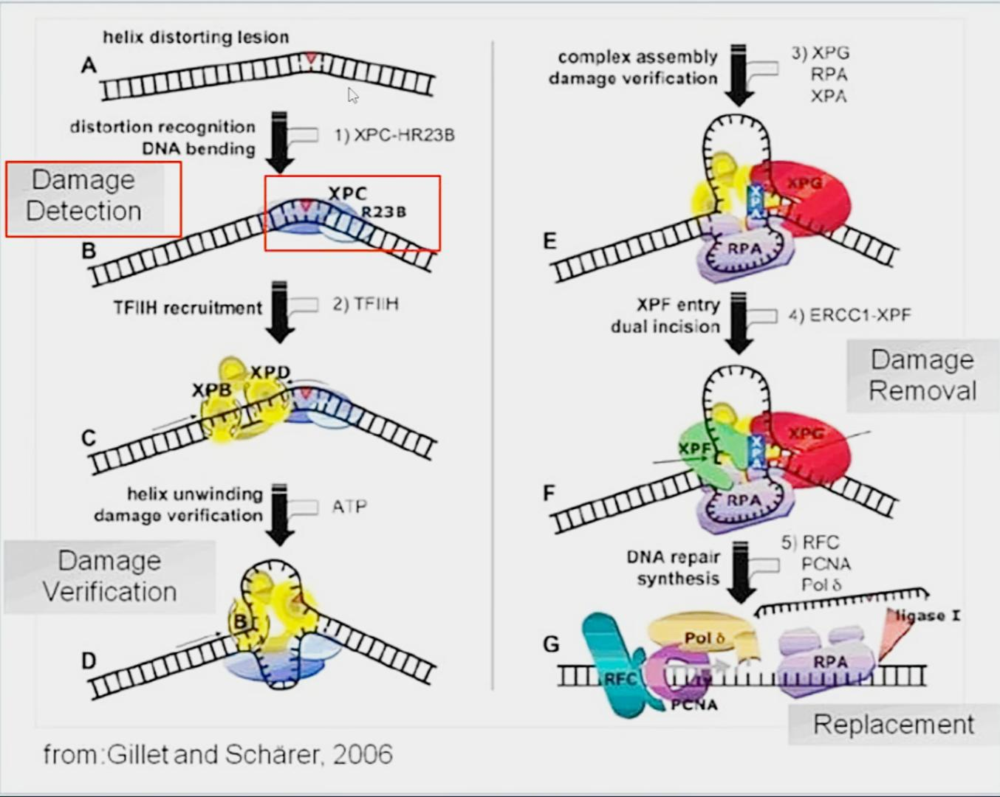 helix distorting lesion
A
distortion recognition
DNA bending
1) XPC-HR23B
Damage
Detection
XPC
R23B
B
TFIIH recruitment
2) TFIIH
XPD
XPB
C
helix unwinding
damage verification
ATP
Damage
Verification
B
D
complex assembly
damage verification
3) XPG
RPA
XPA
XPG
XPA
RPA
E
XPF entry
dual incision
4) ERCC1-XPF
Damage
Removal
XPG
XPF
XPA
RPA
F
DNA repair
synthesis
5) RFC
PCNA
Pol δ
ligase I
Pol δ
G
RPA
RFC
PCNA
Replacement
from:Gillet and Schärer, 2006